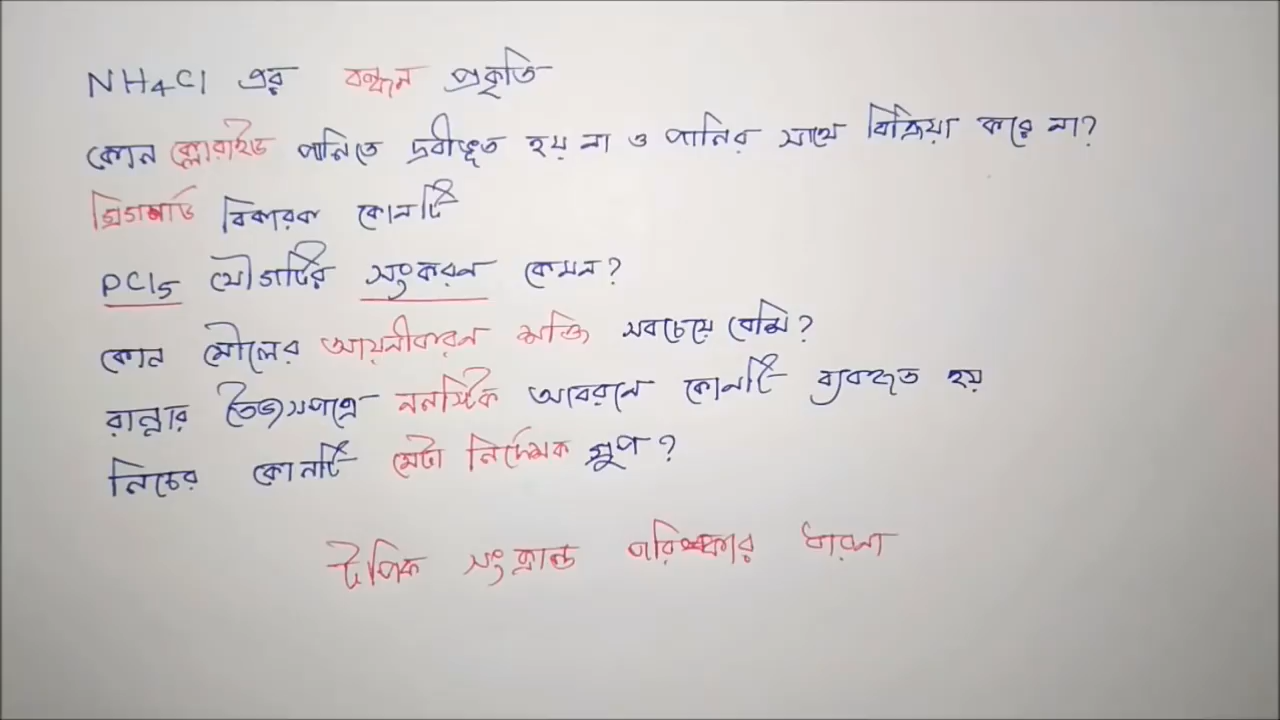 NH4Cl এর বন্ধন প্রকৃতি
কোন ক্লোরাইড পানিতে দ্রবীভূত হয় না ও পানির সাথে বিক্রিয়া করে না?
গ্রিগনার্ড বিকারক কোনটি
PCl5 যৌগটির সংকরন কেমন?
কোন মৌলের আয়নীকরন শক্তি সবচেয়ে বেশি?
রান্নার তৈজসপত্রে ননস্টিক আবরনে কোনটি ব্যবহৃত হয়
নিচের কোনটি মেটা নির্দেশক গ্রুপ?
টপিক সংক্রান্ত পরিষ্কার ধারনা